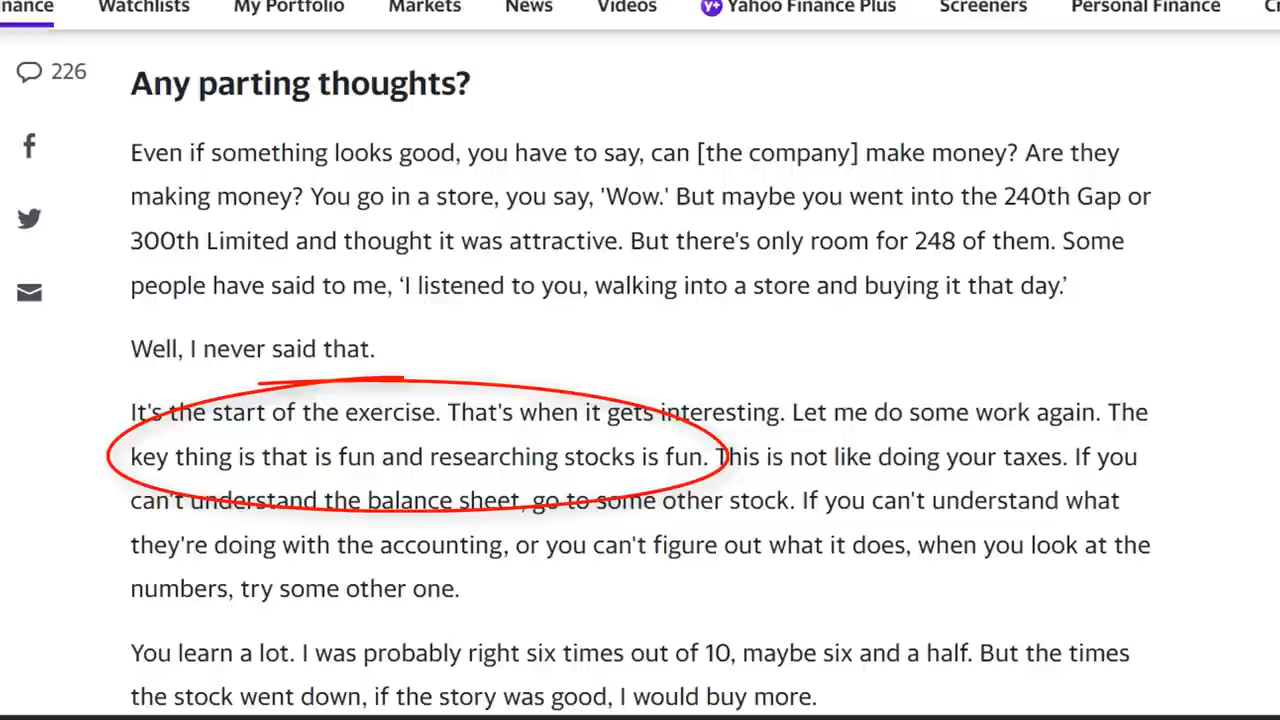 inance Watchlists My Portfolio Markets News Videos y+ Yahoo Finance Plus Screeners Personal Finance
226
Any parting thoughts?
Even if something looks good, you have to say, can [the company] make money? Are they
making money? You go in a store, you say, 'Wow.' But maybe you went into the 240th Gap or
300th Limited and thought it was attractive. But there's only room for 248 of them. Some
people have said to me, ‘I listened to you, walking into a store and buying it that day.’
Well, I never said that.
It's the start of the exercise. That's when it gets interesting. Let me do some work again. The
key thing is that is fun and researching stocks is fun. This is not like doing your taxes. If you
can't understand the balance sheet, go to some other stock. If you can't understand what
they're doing with the accounting, or you can't figure out what it does, when you look at the
numbers, try some other one.
You learn a lot. I was probably right six times out of 10, maybe six and a half. But the times
the stock went down, if the story was good, I would buy more.